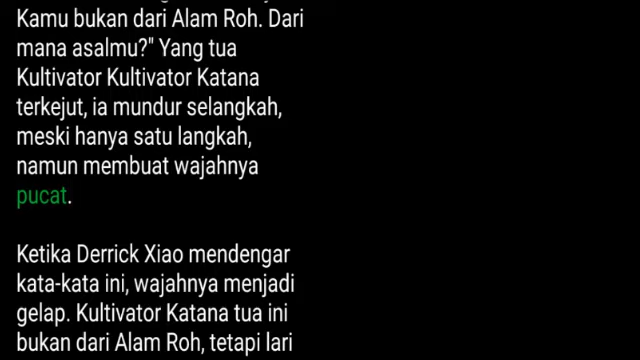 Kamu bukan dari Alam Roh. Dari
mana asalmu?" Yang tua
Kultivator Kultivator Katana
terkejut, ia mundur selangkah,
meski hanya satu langkah,
namun membuat wajahnya
pucat.
Ketika Derrick Xiao mendengar
kata-kata ini, wajahnya menjadi
gelap. Kultivator Katana tua ini
bukan dari Alam Roh, tetapi lari